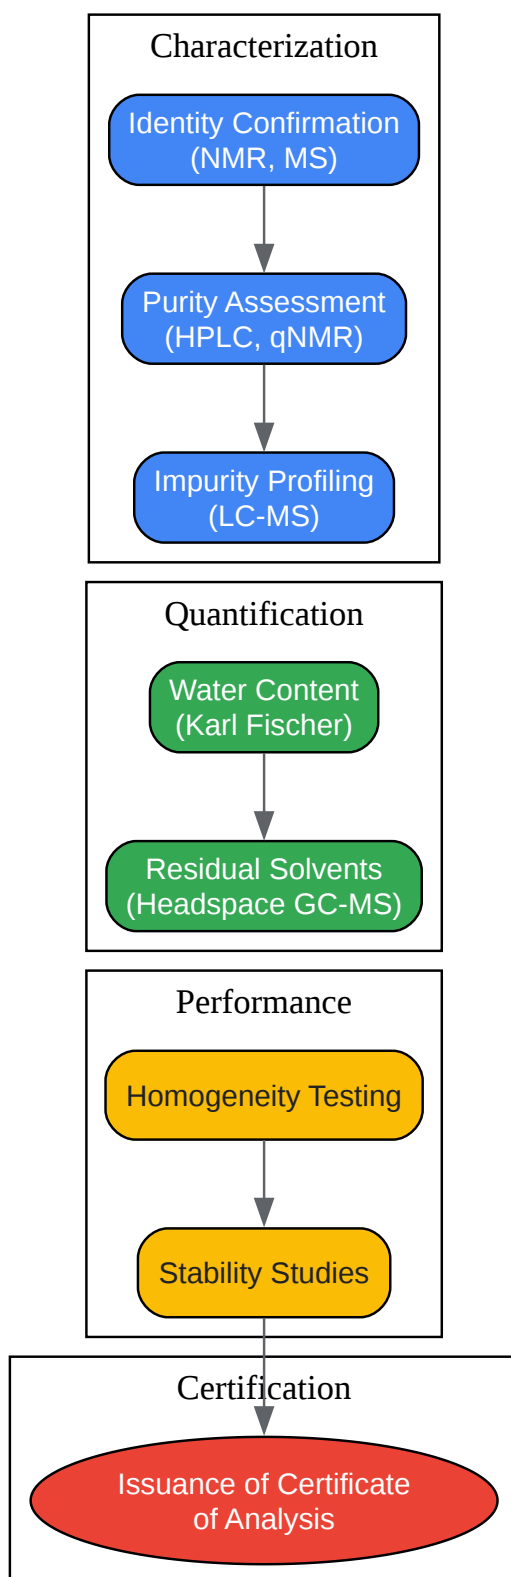 Characterization
Identity Confirmation
(NMR, MS)
Purity Assessment
(HPLC, qNMR)
Impurity Profiling
(LC-MS)
Quantification
Water Content
(Karl Fischer)
Residual Solvents
(Headspace GC-MS)
Performance
Homogeneity Testing
Stability Studies
Certification
Issuance of Certificate
of Analysis